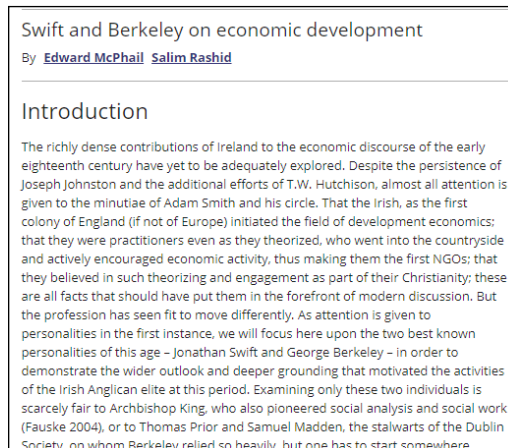 Swift and Berkeley on economic development
By Edward McPhail Salim Rashid
Introduction
The richly dense contributions of Ireland to the economic discourse of the early
eighteenth century have yet to be adequately explored. Despite the persistence of
Joseph Johnston and the additional efforts of T.W. Hutchison, almost all attention is
given to the minutiae of Adam Smith and his circle. That the Irish, as the first
colony of England (if not of Europe) initiated the field of development economics;
that they were practitioners even as they theorized, who went into the countryside
and actively encouraged economic activity, thus making them the first NGOs; that
they believed in such theorizing and engagement as part of their Christianity; these
are all facts that should have put them in the forefront of modern discussion. But
the profession has seen fit to move differently. As attention is given to
personalities in the first instance, we will focus here upon the two best known
personalities of this age – Jonathan Swift and George Berkeley – in order to
demonstrate the wider outlook and deeper grounding that motivated the activities
of the Irish Anglican elite at this period. Examining only these two individuals is
scarcely fair to Archbishop King, who also pioneered social analysis and social work
(Fauske 2004), or to Thomas Prior and Samuel Madden, the stalwarts of the Dublin
Society, on whom Berkeley relied so heavily, but one has to start somewhere